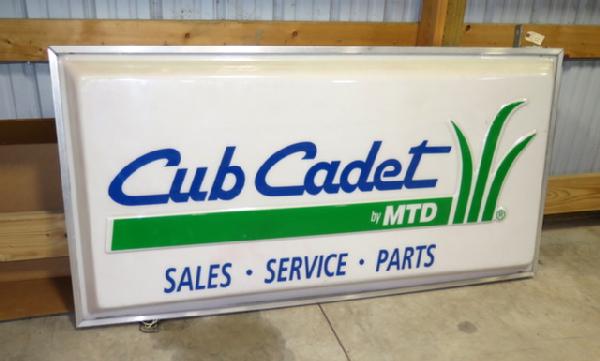 Cub Cadet
by MTD ®
SALES · SERVICE · PARTS